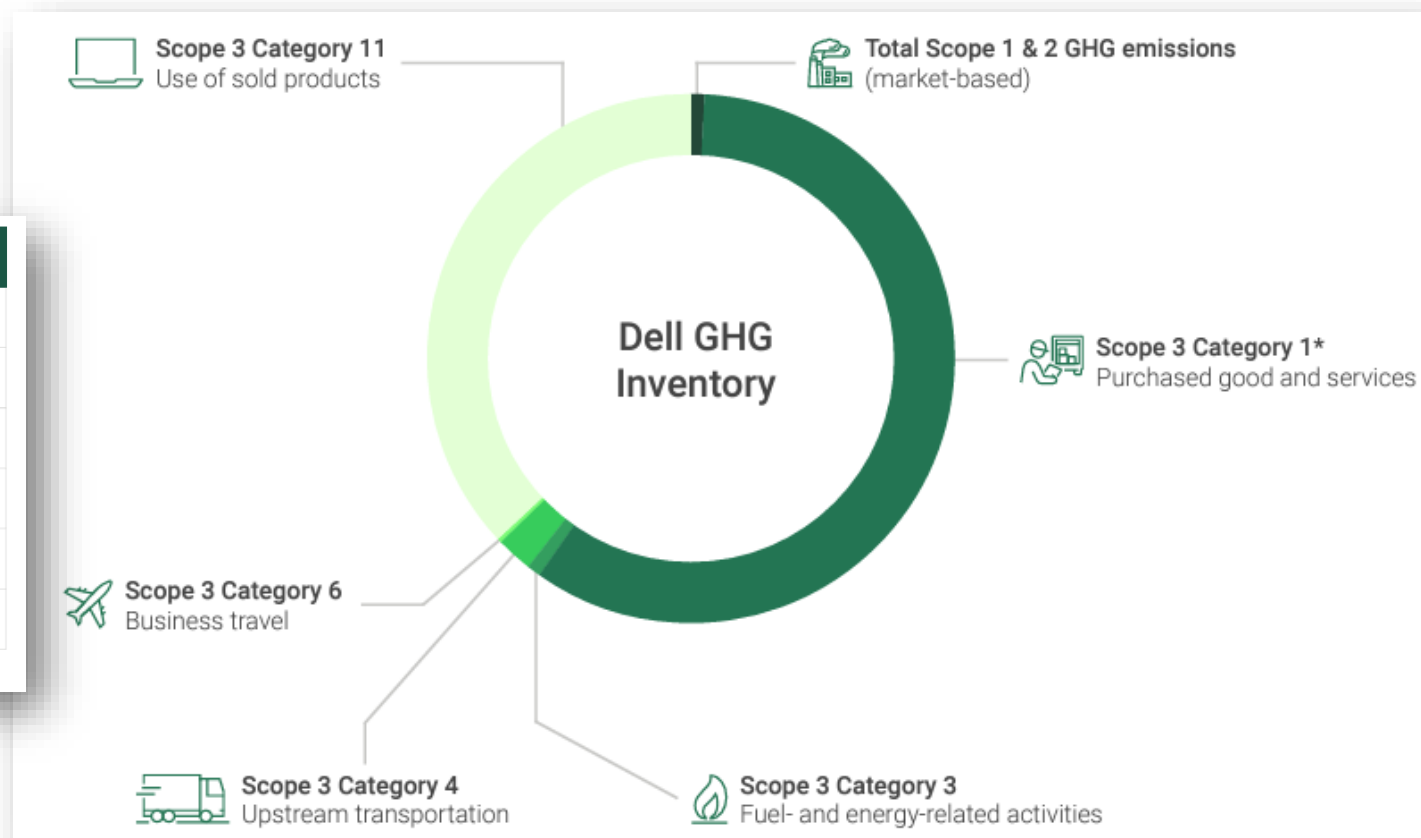 Scope 3 Category 11
Use of sold products
Total Scope 1 & 2 GHG emissions
(market-based)
Dell GHG
Inventory
Scope 3 Category 1*
Purchased good and services
Scope 3 Category 6
Business travel
Scope 3 Category 4
Upstream transportation
Scope 3 Category 3
Fuel- and energy-related activities